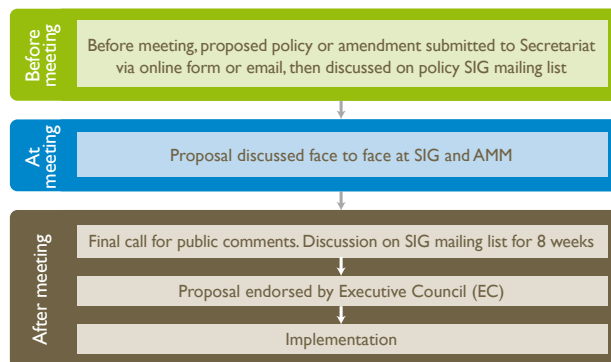 Before
meeting
Before meeting, proposed policy or amendment submitted to Secretariat
via online form or email, then discussed on policy SIG mailing list
At
meeting
Proposal discussed face to face at SIG and AMM
After meeting
Final call for public comments. Discussion on SIG mailing list for 8 weeks
Proposal endorsed by Executive Council (EC)
Implementation